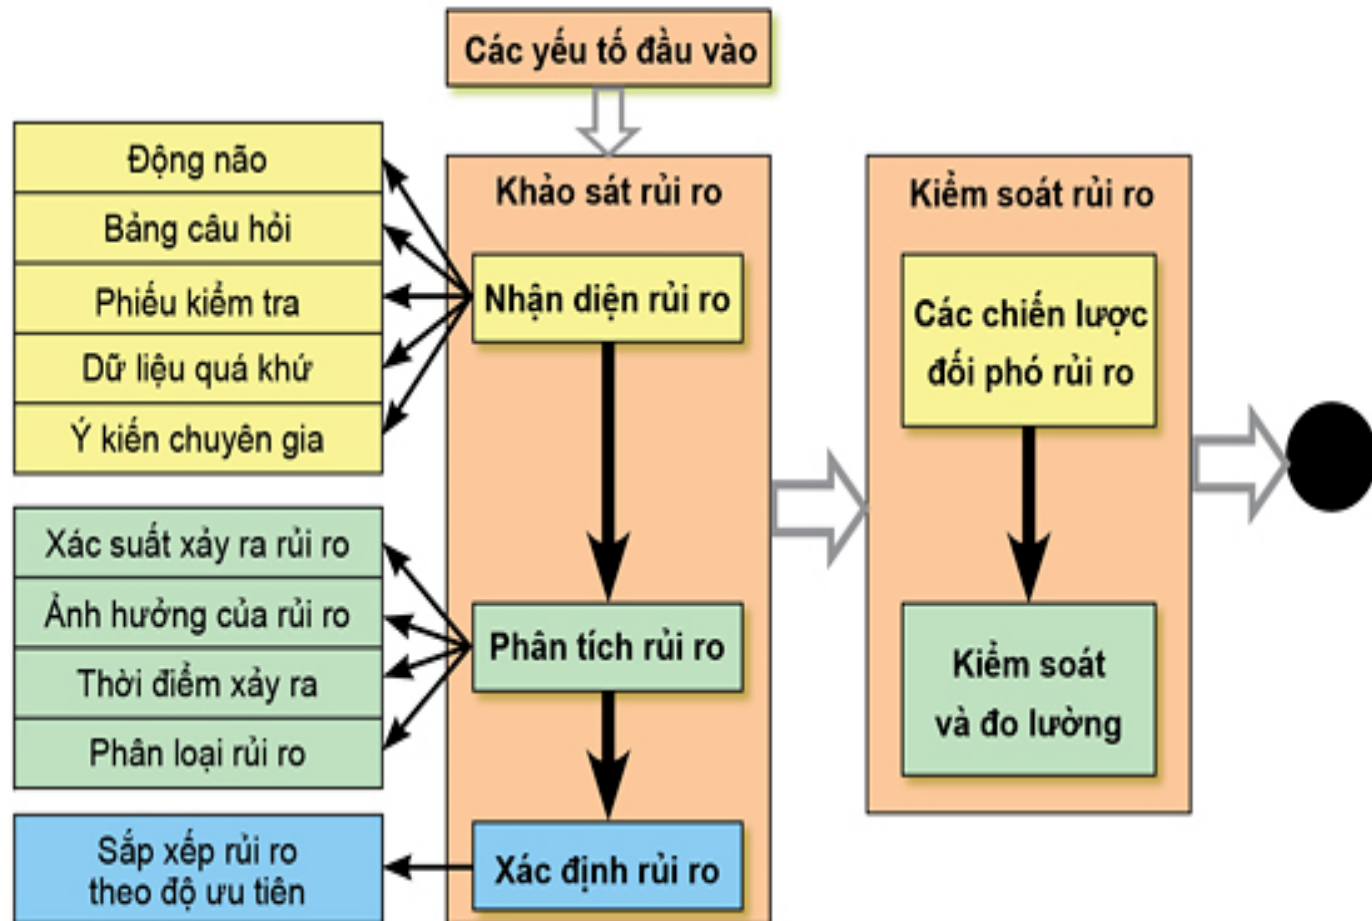 Các yếu tố đầu vào
Động não
Bảng câu hỏi
Phiếu kiểm tra
Dữ liệu quá khứ
Ý kiến chuyên gia
Xác suất xảy ra rủi ro
Ảnh hưởng của rủi ro
Thời điểm xảy ra
Phân loại rủi ro
Sắp xếp rủi ro
theo độ ưu tiên
Khảo sát rủi ro
Nhận diện rủi ro
Phân tích rủi ro
Xác định rủi ro
Kiểm soát rủi ro
Các chiến lược
đối phó rủi ro
Kiểm soát
và đo lường